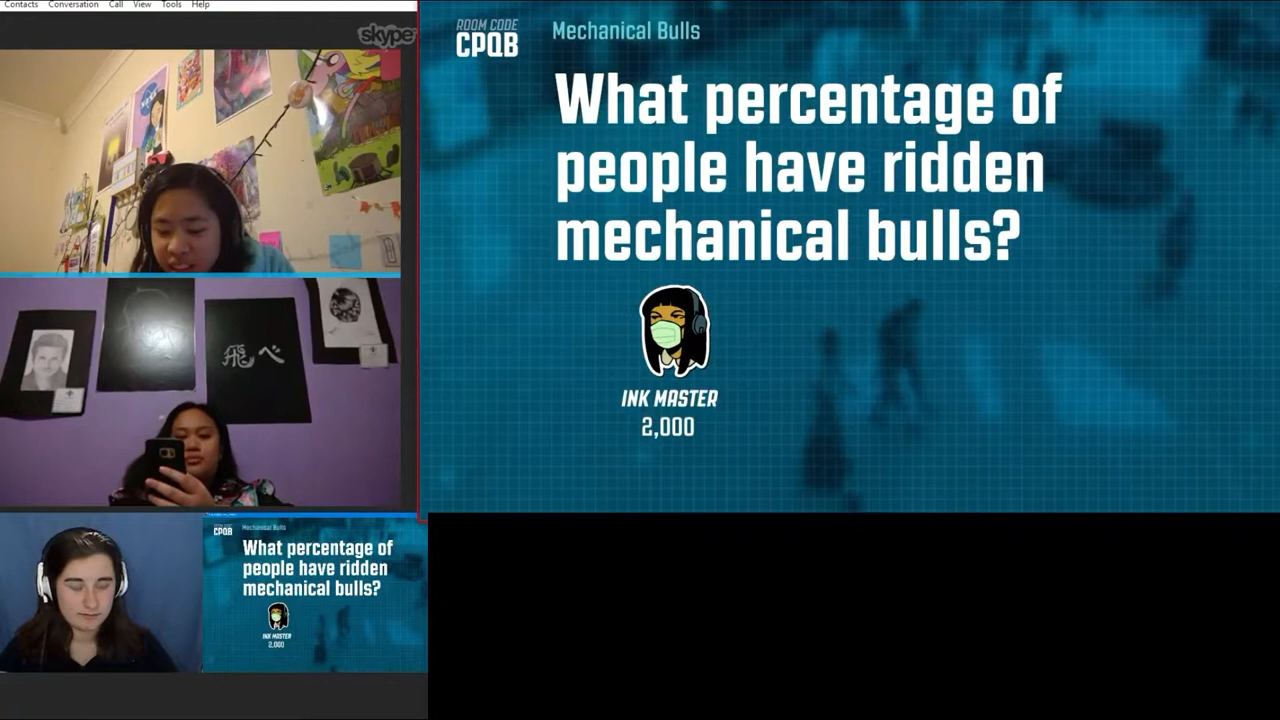 Contacts Conversation Call View Tools Help
skype
ROOM CODE
CPQB
Mechanical Bulls
What percentage of
people have ridden
mechanical bulls?
INK MASTER
2,000
飛べ
ROOM CODE
CPQB
Mechanical Bulls
What percentage of
people have ridden
mechanical bulls?
INK MASTER
2,000